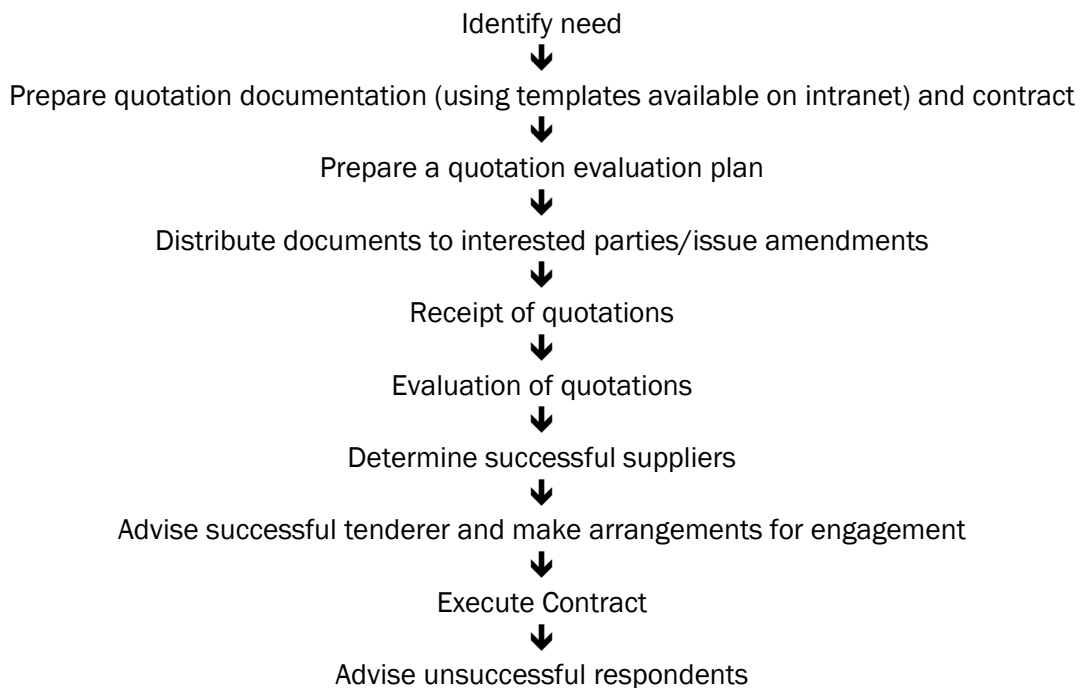 Identify need
Prepare quotation documentation (using templates available on intranet) and contract
Prepare a quotation evaluation plan
Distribute documents to interested parties/issue amendments
Receipt of quotations
Evaluation of quotations
Determine successful suppliers
Advise successful tenderer and make arrangements for engagement
Execute Contract
Advise unsuccessful respondents